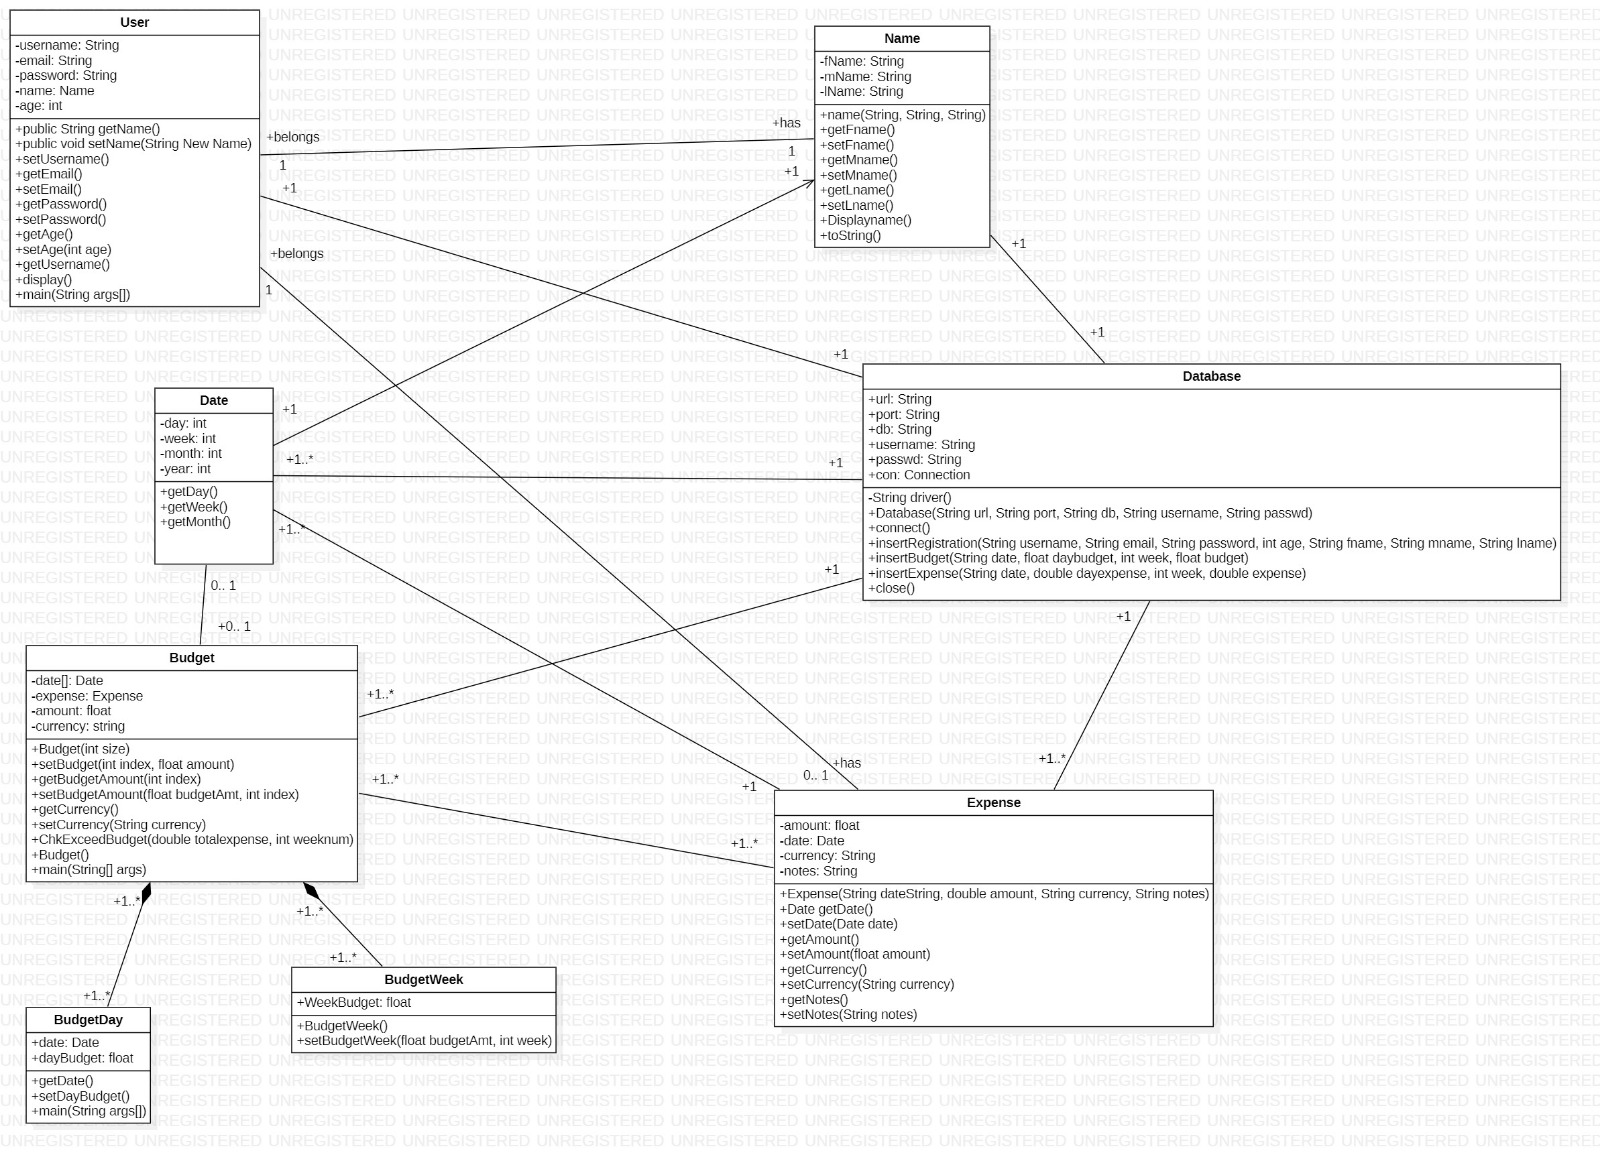 User
-username: String
-email: String
-password: String
-name: Name
-age: int
+public String getName()
+public void setName(String New Name)
+setUsername()
+getEmail()
+setEmail()
+getPassword()
+setPassword()
+getAge()
+setAge(int age)
+getUsername()
+display()
+main(String args[])
+belongs
1
+has
1
+1
+1
+belongs
1
Name
-fName: String
-mName: String
-lName: String
+name(String, String, String)
+getFname()
+setFname()
+getMname()
+setMname()
+getLname()
+setLname()
+Displayname()
+toString()
+1
+1
+1
Date
-day: int
-week: int
-month: int
-year: int
+getDay()
+getWeek()
+getMonth()
+1
+1..*
+1
+1..*
0.. 1
+0.. 1
Database
+url: String
+port: String
+db: String
+username: String
+passwd: String
+con: Connection
-String driver()
+Database(String url, String port, String db, String username, String passwd)
+connect()
+insertRegistration(String username, String email, String password, int age, String fname, String mname, String lname)
+insertBudget(String date, float daybudget, int week, float budget)
+insertExpense(String date, double dayexpense, int week, double expense)
+close()
+1
+1
+1..*
Budget
-date[]: Date
-expense: Expense
-amount: float
-currency: string
+Budget(int size)
+setBudget(int index, float amount)
+getBudgetAmount(int index)
+setBudgetAmount(float budgetAmt, int index)
+getCurrency()
+setCurrency(String currency)
+ChkExceedBudget(double totalexpense, int weeknum)
+Budget()
+main(String[] args)
+1..*
+1..*
+1..*
+1
0.. 1
+has
Expense
-amount: float
-date: Date
-currency: String
-notes: String
+Expense(String dateString, double amount, String currency, String notes)
+Date getDate()
+setDate(Date date)
+getAmount()
+setAmount(float amount)
+getCurrency()
+setCurrency(String currency)
+getNotes()
+setNotes(String notes)
+1..*
+1..*
+1..*
+1..*
BudgetWeek
+WeekBudget: float
+BudgetWeek()
+setBudgetWeek(float budgetAmt, int week)
BudgetDay
+date: Date
+dayBudget: float
+getDate()
+setDayBudget()
+main(String args[])
UNREGISTERED